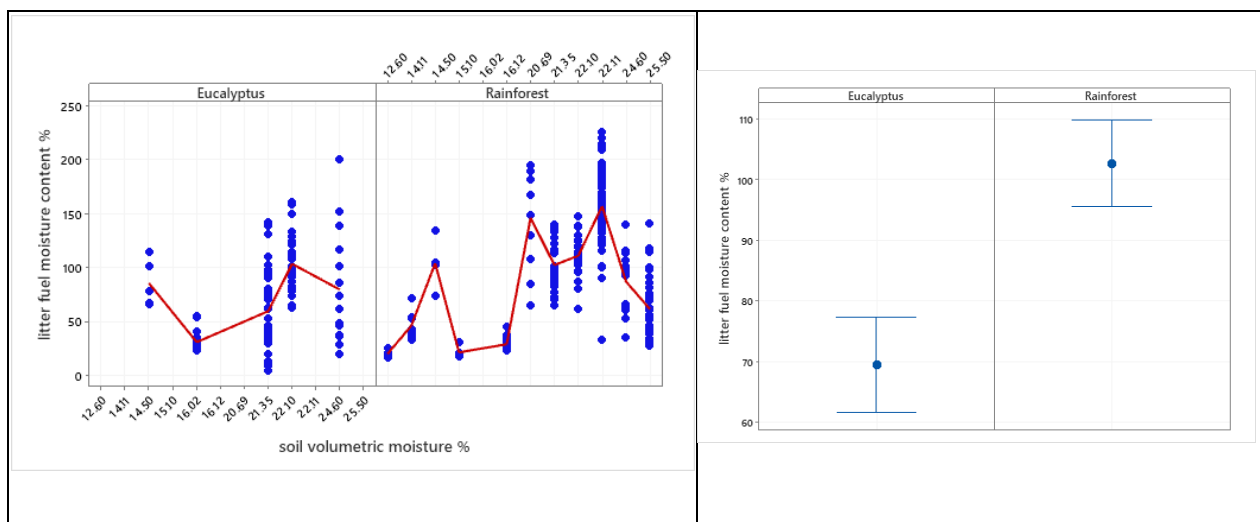 12.60 14.11 14.50 15.10 16.02 16.12 20.69 21.35 22.10 22.11 24.60 25.50
Eucalyptus Rainforest
250
200
150
100
50
0
litter fuel moisture content %
12.60 14.11 14.50 15.10 16.02 16.12 20.69 21.35 22.10 22.11 24.60 25.50
soil volumetric moisture %
Eucalyptus Rainforest
110
100
90
80
70
60
litter fuel moisture content %